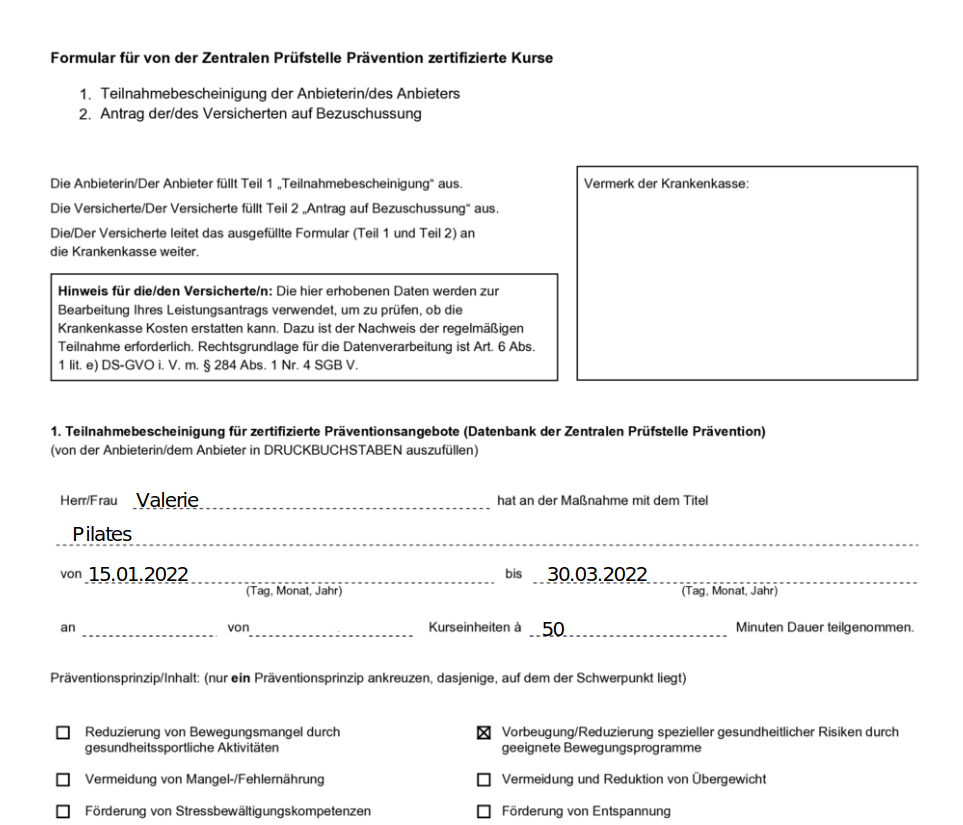 Formular für von der Zentralen Prüfstelle Prävention zertifizierte Kurse
1. Teilnahmebescheinigung der Anbieterin/des Anbieters
2. Antrag der/des Versicherten auf Bezuschussung
Die Anbieterin/Der Anbieter füllt Teil 1 „Teilnahmebescheinigung“ aus.
Die Versicherte/Der Versicherte füllt Teil 2 „Antrag auf Bezuschussung“ aus.
Die/Der Versicherte leitet das ausgefüllte Formular (Teil 1 und Teil 2) an
die Krankenkasse weiter.
Vermerk der Krankenkasse:
Hinweis für die/den Versicherte/n: Die hier erhobenen Daten werden zur
Bearbeitung Ihres Leistungsantrags verwendet, um zu prüfen, ob die
Krankenkasse Kosten erstatten kann. Dazu ist der Nachweis der regelmäßigen
Teilnahme erforderlich. Rechtsgrundlage für die Datenverarbeitung ist Art. 6 Abs.
1 lit. e) DS-GVO i. V. m. § 284 Abs. 1 Nr. 4 SGB V.
1. Teilnahmebescheinigung für zertifizierte Präventionsangebote (Datenbank der Zentralen Prüfstelle Prävention)
(von der Anbieterin/dem Anbieter in DRUCKBUCHSTABEN auszufüllen)
Herr/Frau Valerie hat an der Maßnahme mit dem Titel
Pilates
von 15.01.2022 bis 30.03.2022
(Tag, Monat, Jahr) (Tag, Monat, Jahr)
an von Kurseinheiten à 50 Minuten Dauer teilgenommen.
Präventionsprinzip/Inhalt: (nur ein Präventionsprinzip ankreuzen, dasjenige, auf dem der Schwerpunkt liegt)
Reduzierung von Bewegungsmangel durch
gesundheitssportliche Aktivitäten
Vorbeugung/Reduzierung spezieller gesundheitlicher Risiken durch
geeignete Bewegungsprogramme
Vermeidung von Mangel-/Fehlernährung
Vermeidung und Reduktion von Übergewicht
Förderung von Stressbewältigungskompetenzen
Förderung von Entspannung